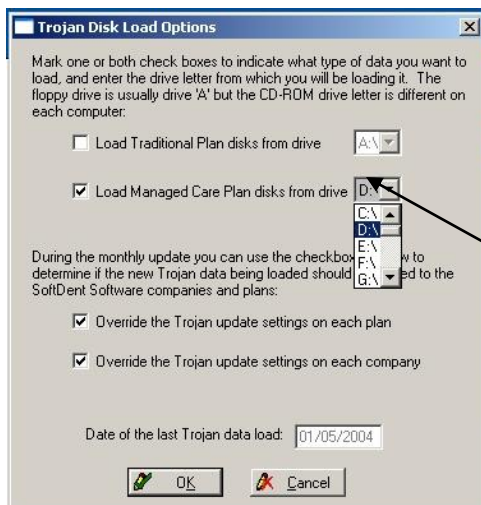 Trojan Disk Load Options
Mark one or both check boxes to indicate what type of data you want to
load, and enter the drive letter from which you will be loading it. The
floppy drive is usually drive 'A' but the CD-ROM drive letter is different on
each computer:
Load Traditional Plan disks from drive A:\
Load Managed Care Plan disks from drive D:\
C:\
D:\
E:\
F:\
G:\
During the monthly update you can use the to
determine if the new Trojan data being loaded should to the
SoftDent Software companies and plans:
Override the Trojan update settings on each plan
Override the Trojan update settings on each company
Date of the last Trojan data load: 01/05/2004
OK Cancel